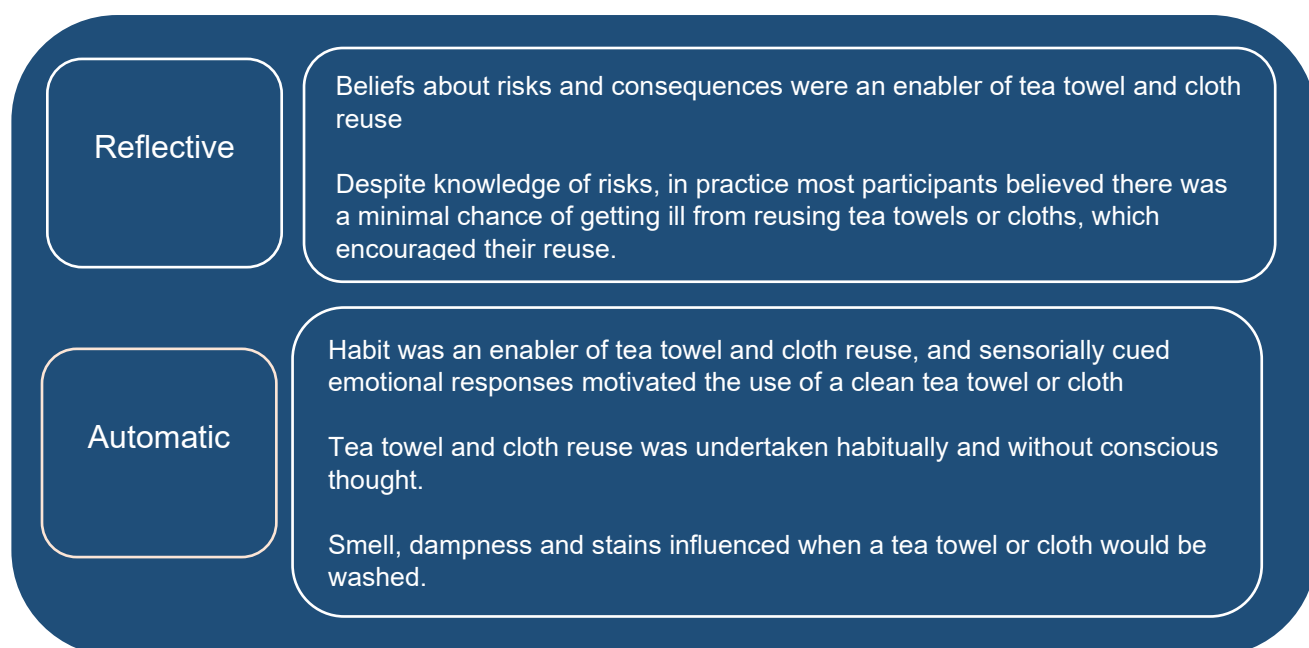 Reflective
Beliefs about risks and consequences were an enabler of tea towel and cloth
reuse
Despite knowledge of risks, in practice most participants believed there was
a minimal chance of getting ill from reusing tea towels or cloths, which
encouraged their reuse.
Automatic
Habit was an enabler of tea towel and cloth reuse, and sensorially cued
emotional responses motivated the use of a clean tea towel or cloth
Tea towel and cloth reuse was undertaken habitually and without conscious
thought.
Smell, dampness and stains influenced when a tea towel or cloth would be
washed.